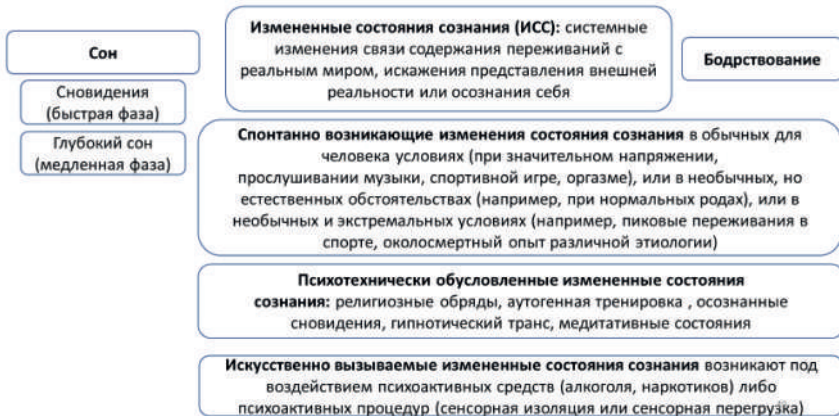 Сон
Сновидения
(быстрая фаза)
Глубокий сон
(медленная фаза)
Измененные состояния сознания (ИСС): системные
изменения связи содержания переживаний с
реальным миром, искажения представления внешней
реальности или осознания себя
Бодрствование
Спонтанно возникающие изменения состояния сознания в обычных для
человека условиях (при значительном напряжении,
прослушивании музыки, спортивной игре, оргазме), или в необычных, но
естественных обстоятельствах (например, при нормальных родах), или в
необычных и экстремальных условиях (например, пиковые переживания в
спорте, околосмертный опыт различной этиологии)
Психотехнически обусловленные измененные состояния
сознания: религиозные обряды, аутогенная тренировка , осознанные
сновидения, гипнотический транс, медитативные состояния
Искусственно вызываемые измененные состояния сознания возникают под
воздействием психоактивных средств (алкоголя, наркотиков) либо
психоактивных процедур (сенсорная изоляция или сенсорная перегрузка)